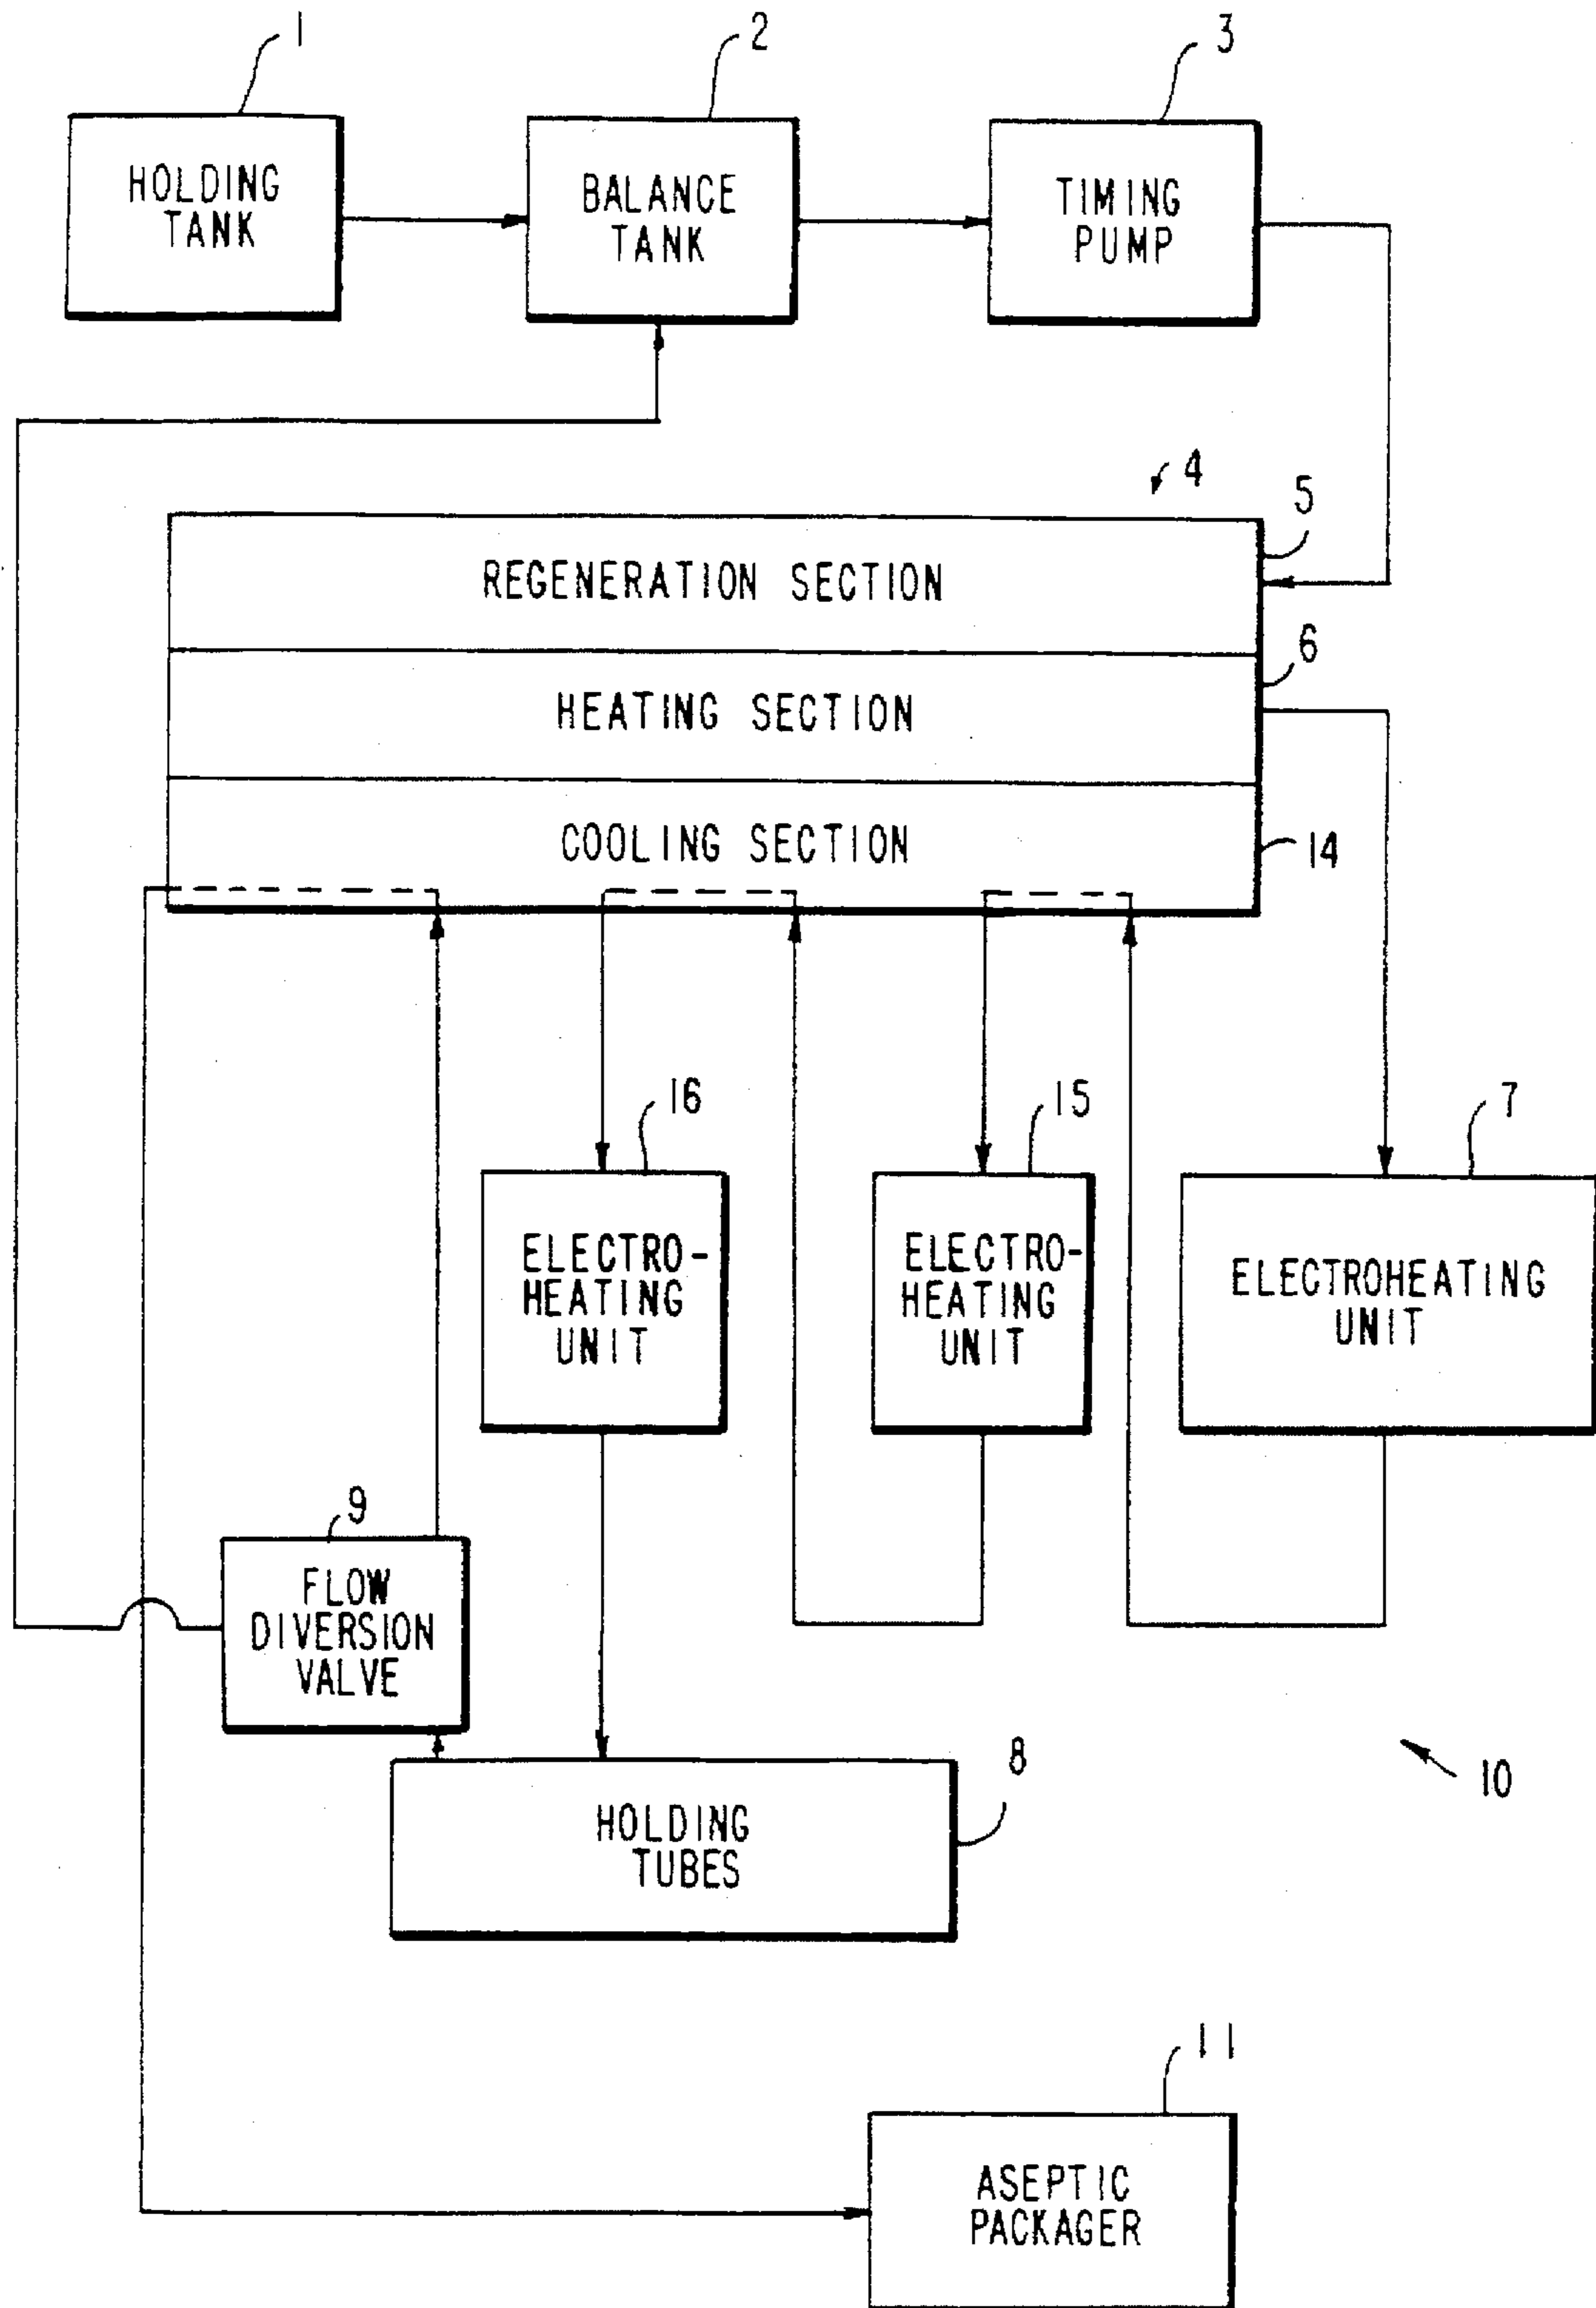 1
2
3
HOLDING
TANK
BALANCE
TANK
TIMING
PUMP
4
5
REGENERATION SECTION
6
HEATING SECTION
COOLING SECTION
14
16
15
7
ELECTRO-
HEATING
UNIT
ELECTRO-
HEATING
UNIT
ELECTROHEATING
UNIT
9
FLOW
DIVERSION
VALVE
8
HOLDING
TUBES
10
11
ASEPTIC
PACKAGER